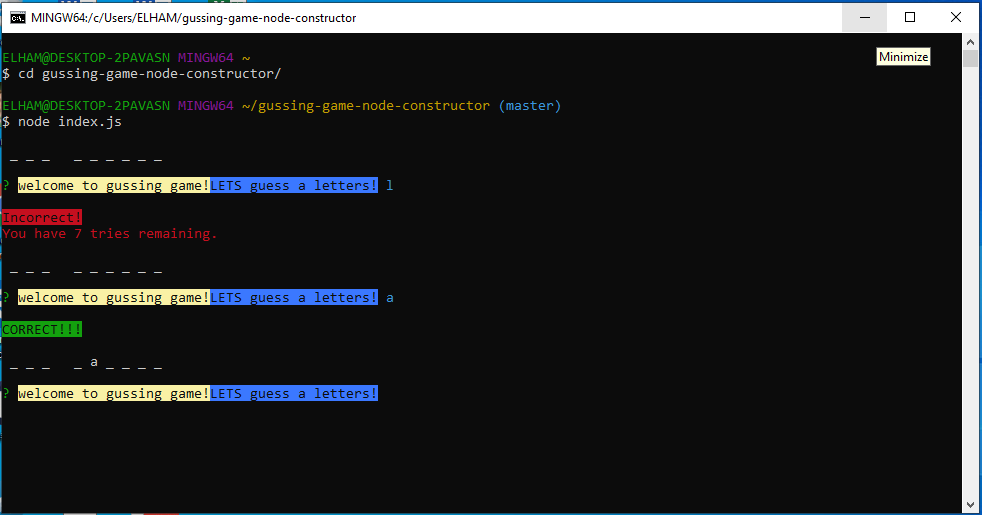 MINGW64:/c/Users/ELHAM/gussing-game-node-constructor
Minimize
ELHAM@DESKTOP-2PAVASN MINGW64 ~
$ cd gussing-game-node-constructor/
ELHAM@DESKTOP-2PAVASN MINGW64 ~/gussing-game-node-constructor (master)
$ node index.js
_ _ _   _ _ _ _ _ _
? welcome to gussing game!LETS guess a letters! l
Incorrect!
You have 7 tries remaining.
_ _ _   _ _ _ _ _ _
? welcome to gussing game!LETS guess a letters! a
CORRECT!!!
_ _ _   _ a _ _ _ _
? welcome to gussing game!LETS guess a letters!